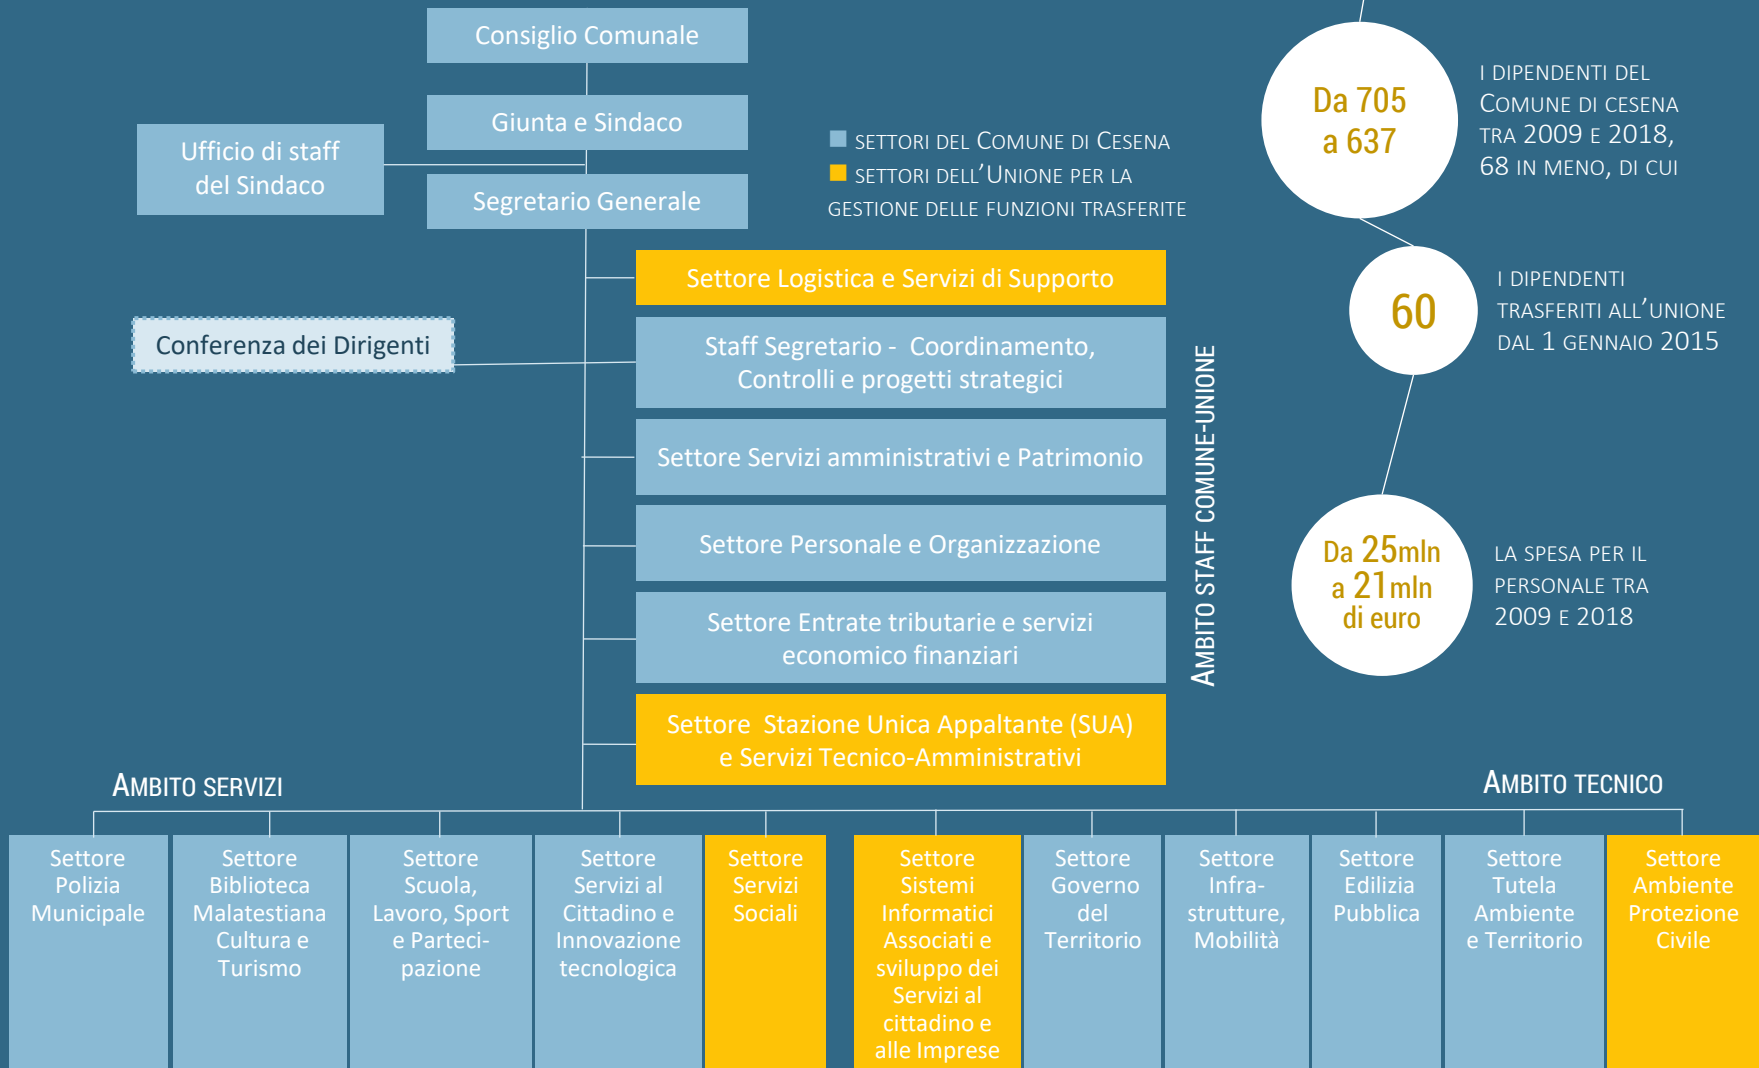 Consiglio Comunale
Giunta e Sindaco
Ufficio di staff
del Sindaco
Segretario Generale
SETTORI DEL COMUNE DI CESENA
SETTORI DELL'UNIONE PER LA
GESTIONE DELLE FUNZIONI TRASFERITE
Settore Logistica e Servizi di Supporto
Conferenza dei Dirigenti
Staff Segretario - Coordinamento,
Controlli e progetti strategici
Settore Servizi amministrativi e Patrimonio
Settore Personale e Organizzazione
Settore Entrate tributarie e servizi
economico finanziari
Settore Stazione Unica Appaltante (SUA)
e Servizi Tecnico-Amministrativi
AMBITO STAFF COMUNE-UNIONE
Da 705
a 637
I DIPENDENTI DEL
COMUNE DI CESENA
TRA 2009 E 2018,
68 IN MENO, DI CUI
60
I DIPENDENTI
TRASFERITI ALL'UNIONE
DAL 1 GENNAIO 2015
Da 25mln
a 21mln
di euro
LA SPESA PER IL
PERSONALE TRA
2009 E 2018
AMBITO SERVIZI
AMBITO TECNICO
Settore
Polizia
Municipale
Settore
Biblioteca
Malatestiana
Cultura e
Turismo
Settore
Scuola,
Lavoro, Sport
e Parteci-
pazione
Settore
Servizi al
Cittadino e
Innovazione
tecnologica
Settore
Servizi
Sociali
Settore
Sistemi
Informatici
Associati e
sviluppo dei
Servizi al
cittadino e
alle Imprese
Settore
Governo
del
Territorio
Settore
Infra-
strutture,
Mobilità
Settore
Edilizia
Pubblica
Settore
Tutela
Ambiente
e Territorio
Settore
Ambiente
Protezione
Civile